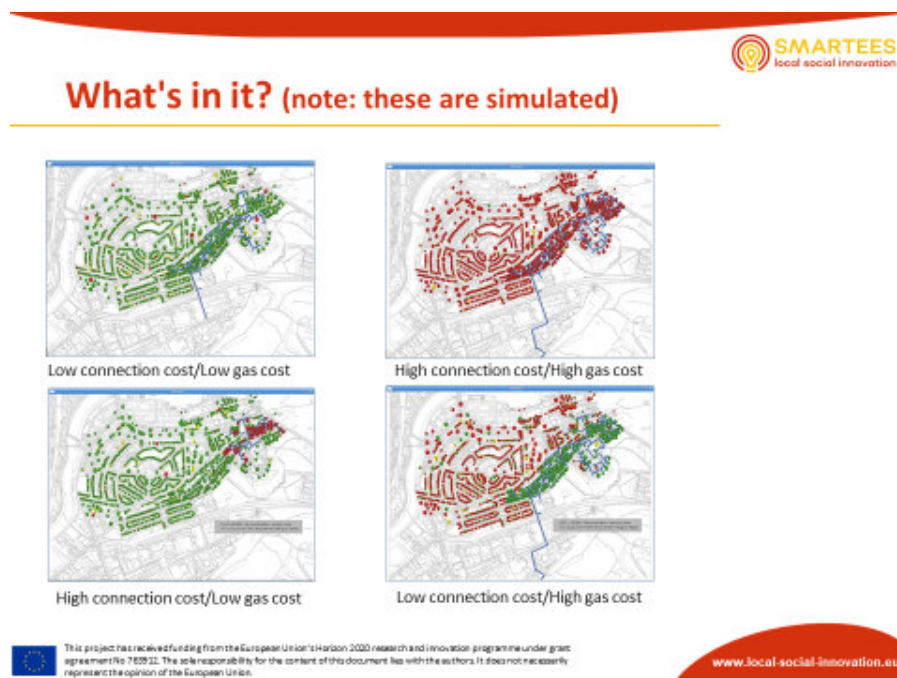 SMARTEES
local social innovation
What's in it? (note: these are simulated)
Low connection cost/Low gas cost
High connection cost/High gas cost
High connection cost/Low gas cost
Low connection cost/High gas cost
This project has received funding from the European Union's Horizon 2020 research and innovation programme under grant
agreement No 763912. The sole responsibility for the content of this document lies with the authors. It does not necessarily
represent the opinion of the European Union.
www.local-social-innovation.eu